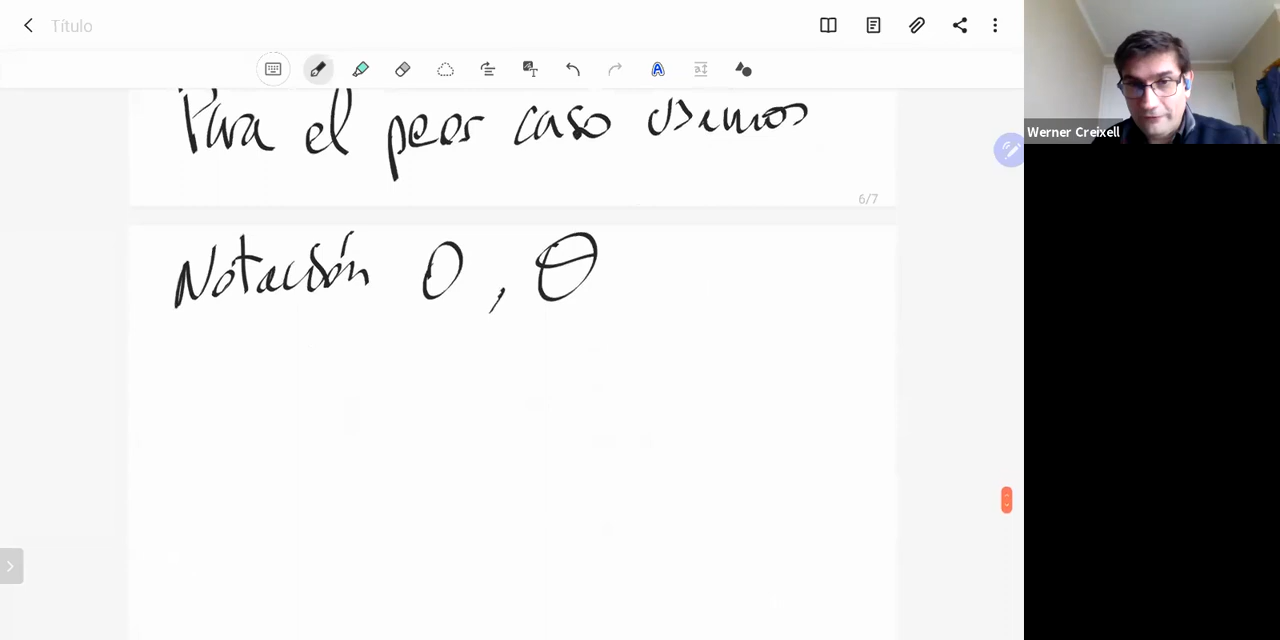 Título
Para el peor caso usamos
6/7
Notación O, Θ
Werner Creixell